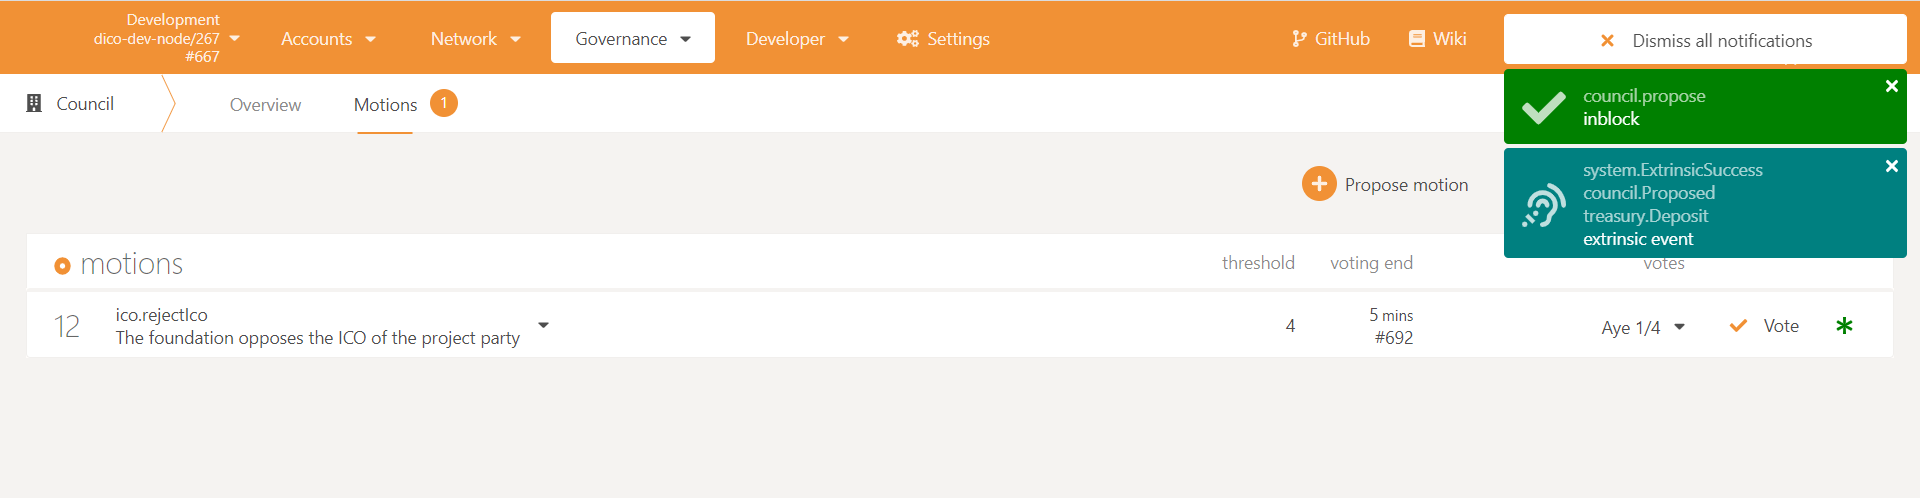 Development
dico-dev-node/267
#667
Accounts
Network
Governance
Developer
Settings
GitHub
Wiki
Dismiss all notifications
Council
Overview
Motions
1
council.propose
inblock
system.ExtrinsicSuccess
council.Proposed
treasury.Deposit
extrinsic event
Propose motion
motions
threshold
voting end
votes
12
ico.rejectIco
The foundation opposes the ICO of the project party
4
5 mins
#692
Aye 1/4
Vote